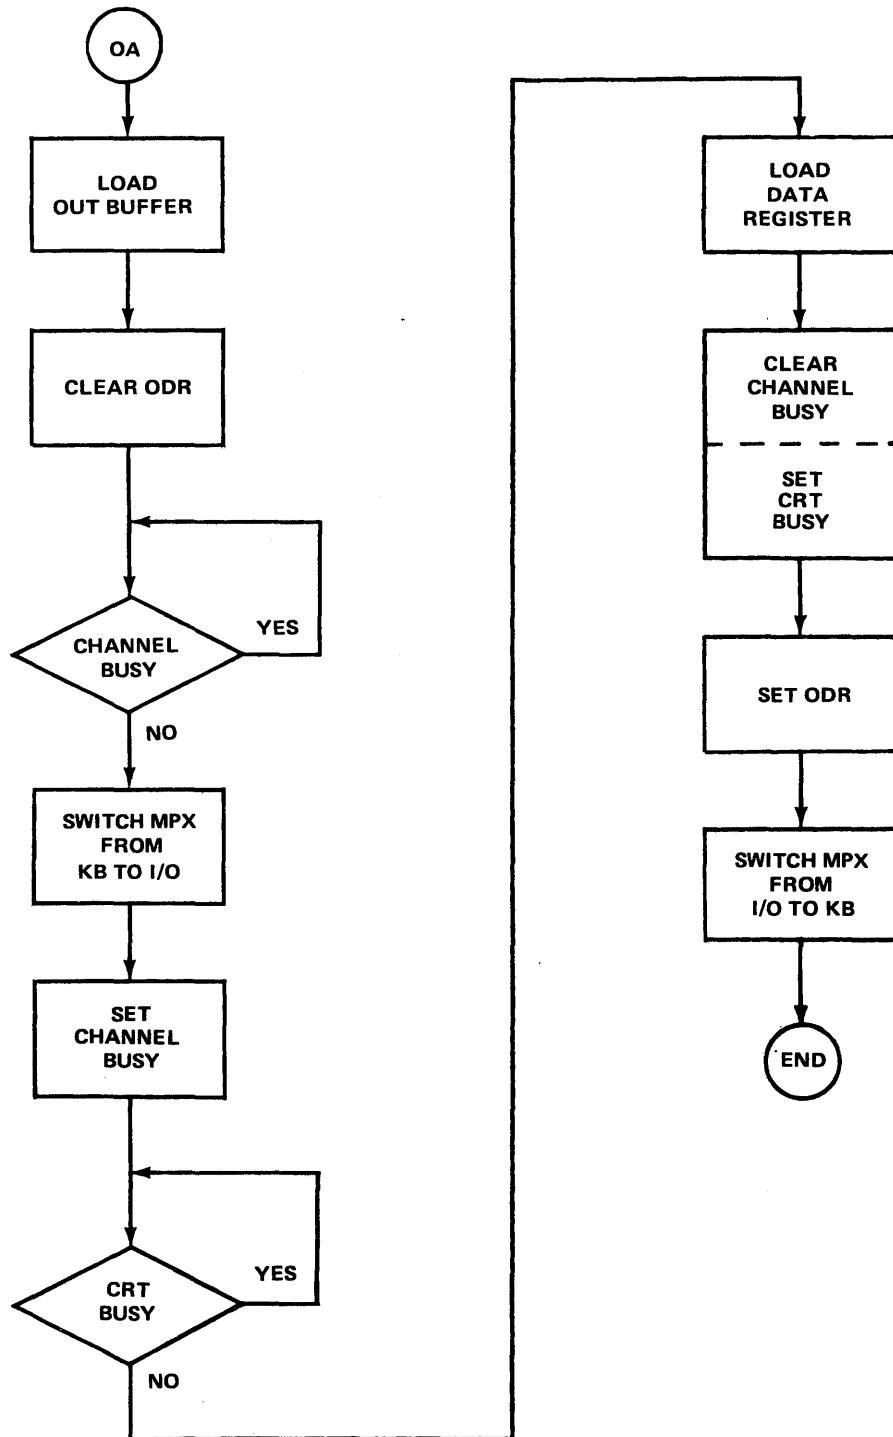 OA
LOAD
OUT BUFFER
CLEAR ODR
YES
CHANNEL
BUSY
NO
SWITCH MPX
FROM
KB TO I/O
SET
CHANNEL
BUSY
YES
CRT
BUSY
NO
LOAD
DATA
REGISTER
CLEAR
CHANNEL
BUSY
SET
CRT
BUSY
SET ODR
SWITCH MPX
FROM
I/O TO KB
END